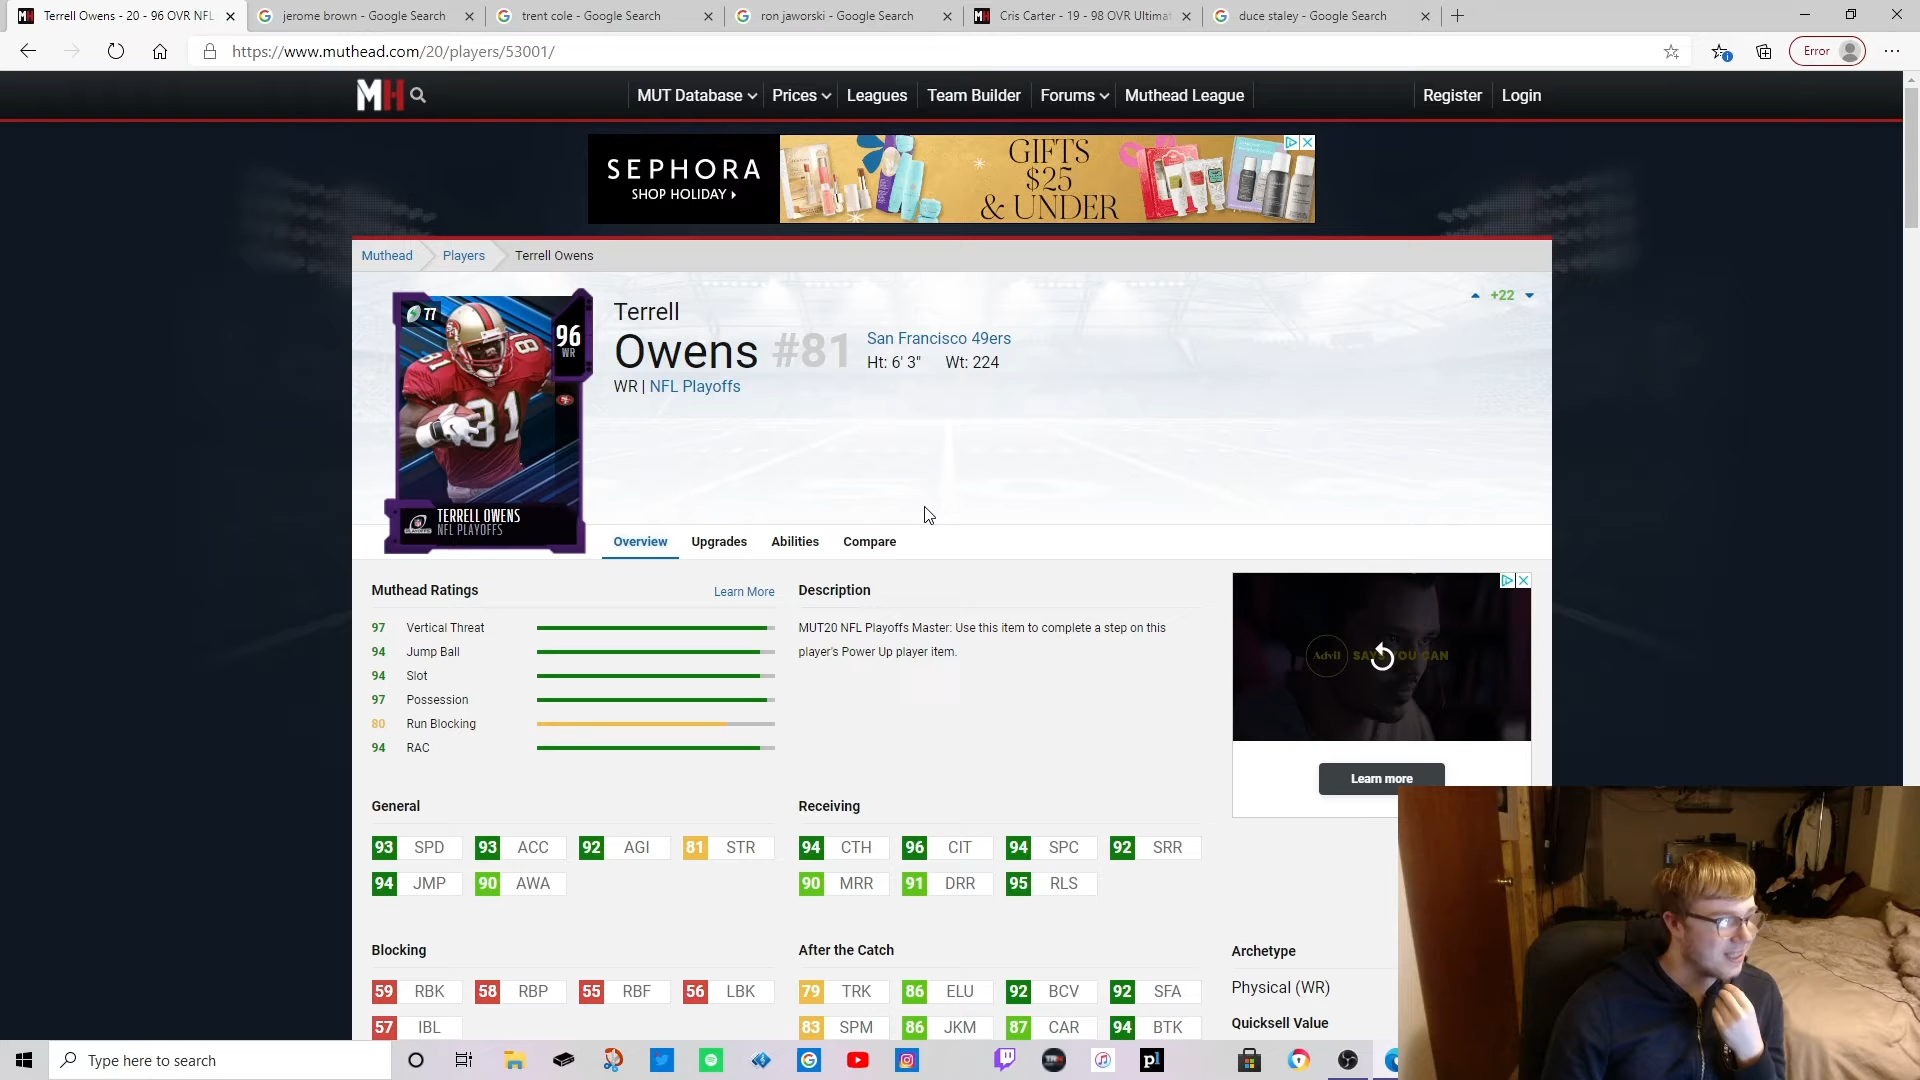 Terrell Owens - 20 - 96 OVR NFL
jerome brown - Google Search
trent cole - Google Search
ron jaworski - Google Search
Cris Carter - 19 - 98 OVR Ultimat
duce staley - Google Search
https://www.muthead.com/20/players/53001/
Error
MH
MUT Database
Prices
Leagues
Team Builder
Forums
Muthead League
Register
Login
SEPHORA
SHOP HOLIDAY
GIFTS
$25
& UNDER
Muthead
Players
Terrell Owens
77
96
WR
TERRELL OWENS
NFL PLAYOFFS
Terrell
Owens #81
San Francisco 49ers
Ht: 6' 3" Wt: 224
WR | NFL Playoffs
+22
Overview
Upgrades
Abilities
Compare
Muthead Ratings
Learn More
97 Vertical Threat
94 Jump Ball
94 Slot
97 Possession
80 Run Blocking
94 RAC
Description
MUT20 NFL Playoffs Master: Use this item to complete a step on this
player's Power Up player item.
Advil SAYS YOU CAN
Learn more
General
93 SPD 93 ACC 92 AGI 81 STR
94 JMP 90 AWA
Receiving
94 CTH 96 CIT 94 SPC 92 SRR
90 MRR 91 DRR 95 RLS
Blocking
59 RBK 58 RBP 55 RBF 56 LBK
57 IBL
After the Catch
79 TRK 86 ELU 92 BCV 92 SFA
83 SPM 86 JKM 87 CAR 94 BTK
Archetype
Physical (WR)
Quicksell Value
Type here to search
pl